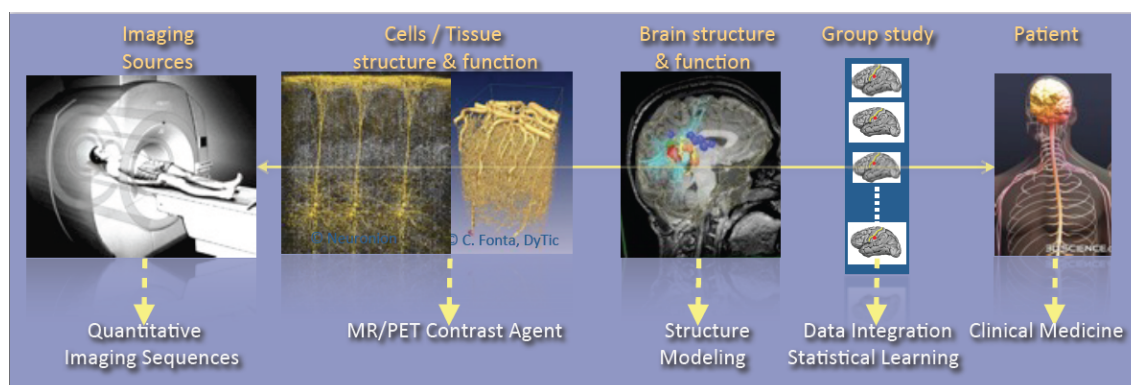 Imaging
Sources
Cells / Tissue
structure & function
Brain structure
& function
Group study
Patient
©
© C. Fonta, DyTic
3DSCIENCE.c
Quantitative
Imaging Sequences
MR/PET Contrast Agent
Structure
Modeling
Data Integration
Statistical Learning
Clinical Medicine